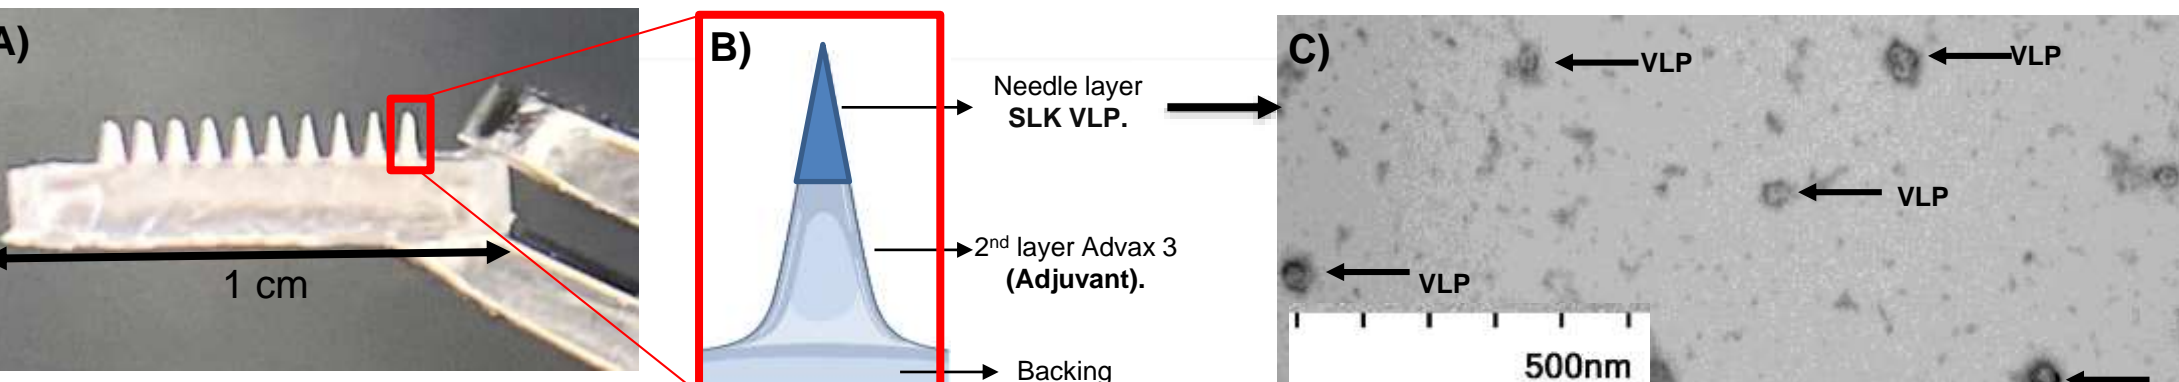 A)
1 cm
B)
Needle layer
SLK VLP.
2nd layer Advax 3
(Adjuvant).
Backing
C)
VLP
VLP
VLP
VLP
500nm